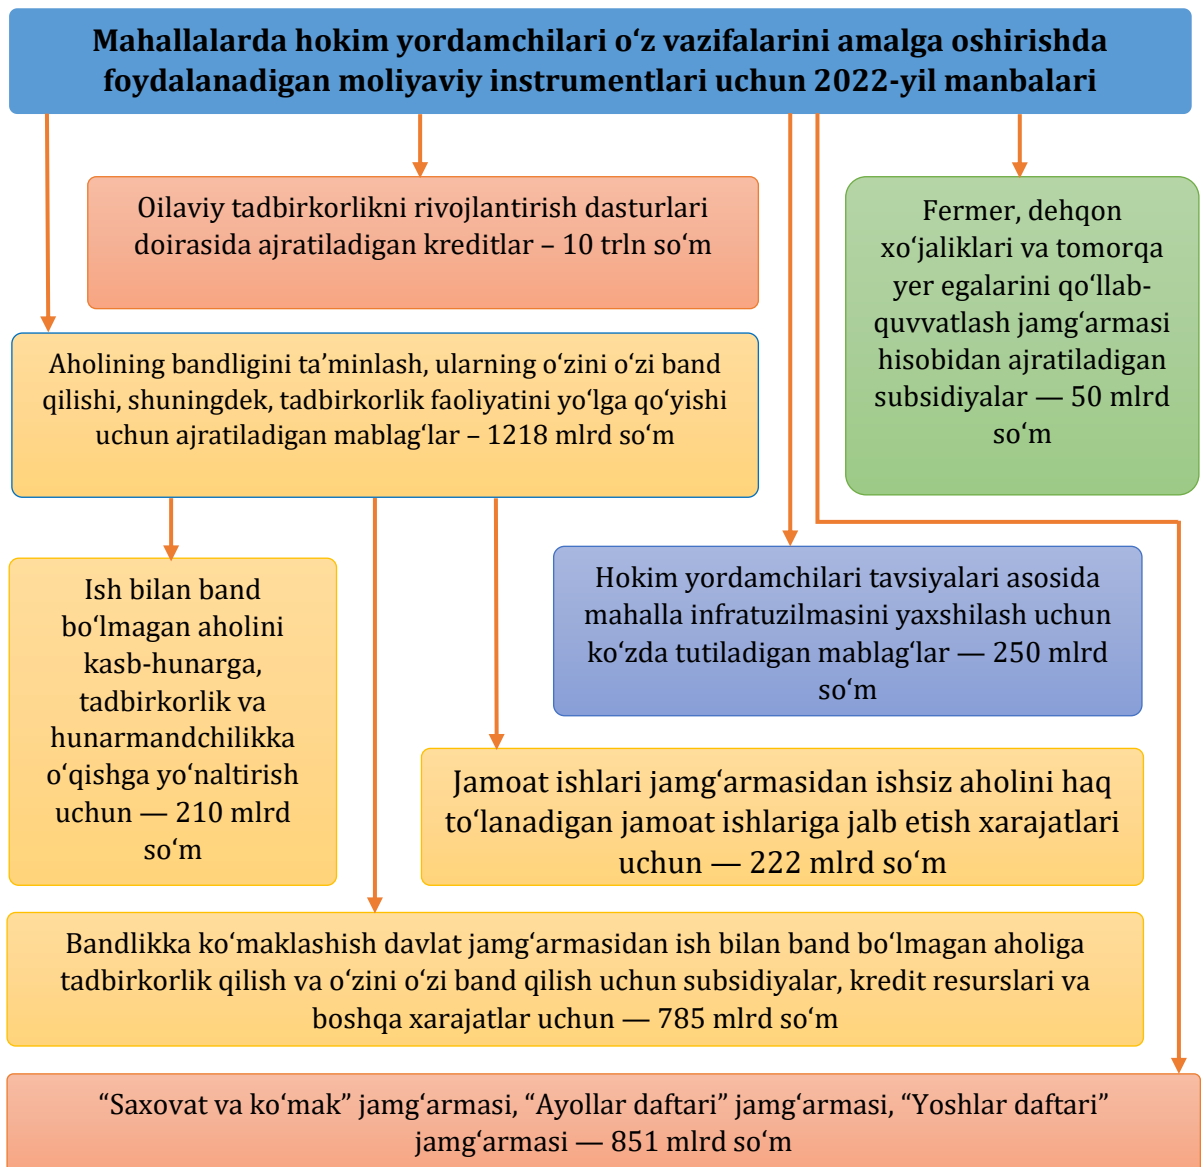 Mahallalarda hokim yordamchilari o‘z vazifalarini amalga oshirishda
foydalanadigan moliyaviy instrumentlari uchun 2022-yil manbalari
Oilaviy tadbirkorlikni rivojlantirish dasturlari
doirasida ajratiladigan kreditlar – 10 trln so‘m
Fermer, dehqon
xo‘jaliklari va tomorqa
yer egalarini qo‘llab-
quvvatlash jamg‘armasi
hisobidan ajratiladigan
subsidiyalar — 50 mlrd
so‘m
Aholining bandligini ta’minlash, ularning o‘zini o‘zi band
qilishi, shuningdek, tadbirkorlik faoliyatini yo‘lga qo‘yishi
uchun ajratiladigan mablag‘lar – 1218 mlrd so‘m
Ish bilan band
bo‘lmagan aholini
kasb-hunarga,
tadbirkorlik va
hunarmandchilikka
o‘qishga yo‘naltirish
uchun — 210 mlrd
so‘m
Hokim yordamchilari tavsiyalari asosida
mahalla infratuzilmasini yaxshilash uchun
ko‘zda tutiladigan mablag‘lar — 250 mlrd
so‘m
Jamoat ishlari jamg‘armasidan ishsiz aholini haq
to‘lanadigan jamoat ishlariga jalb etish xarajatlari
uchun — 222 mlrd so‘m
Bandlikka ko‘maklashish davlat jamg‘armasidan ish bilan band bo‘lmagan aholiga
tadbirkorlik qilish va o‘zini o‘zi band qilish uchun subsidiyalar, kredit resurslari va
boshqa xarajatlar uchun — 785 mlrd so‘m
“Saxovat va ko‘mak” jamg‘armasi, “Ayollar daftari” jamg‘armasi, “Yoshlar daftari”
jamg‘armasi — 851 mlrd so‘m